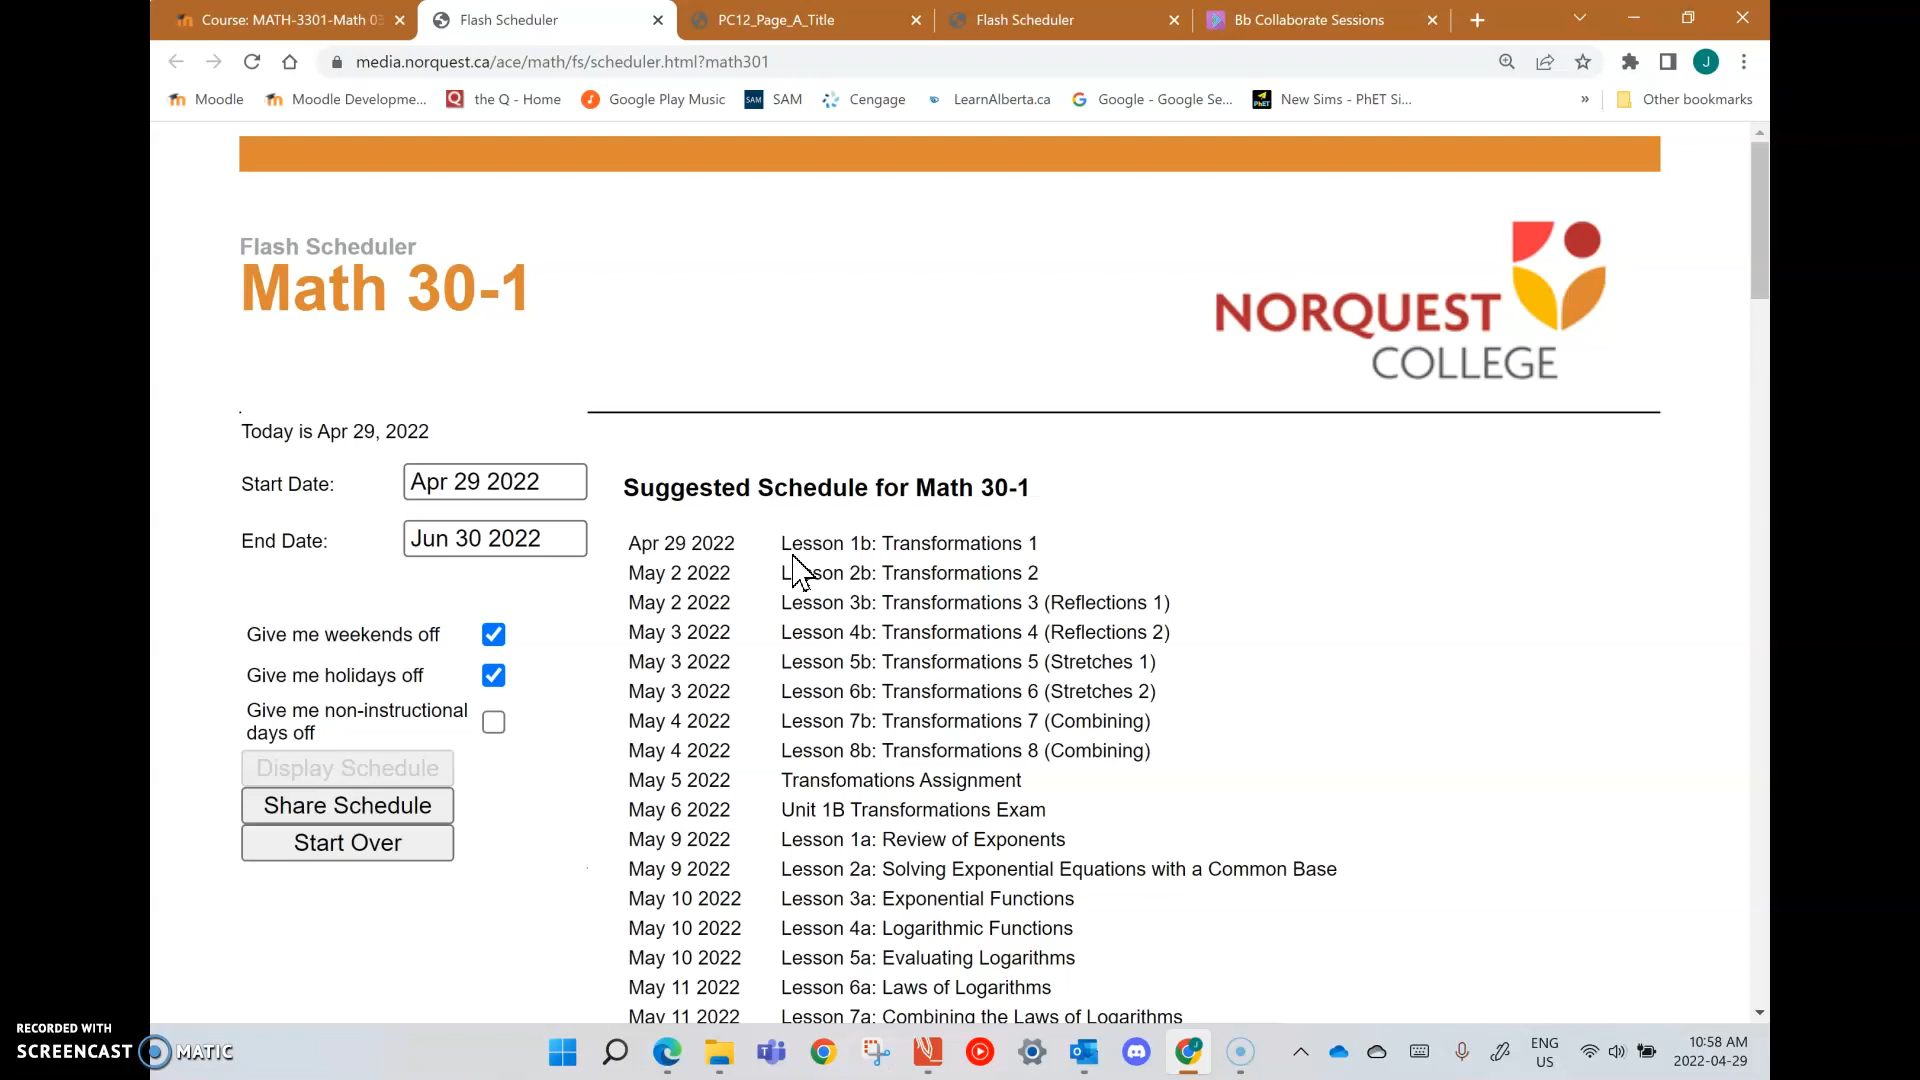 Course: MATH-3301-Math 03
Flash Scheduler
PC12_Page_A_Title
Flash Scheduler
Bb Collaborate Sessions
media.norquest.ca/ace/math/fs/scheduler.html?math301
J
Moodle
Moodle Developme...
the Q - Home
Google Play Music
SAM
SAM
Cengage
LearnAlberta.ca
Google - Google Se...
New Sims - PhET Si...
»
Other bookmarks
Flash Scheduler
Math 30-1
NORQUEST
COLLEGE
Today is Apr 29, 2022
Start Date: Apr 29 2022
End Date: Jun 30 2022
Give me weekends off
Give me holidays off
Give me non-instructional
days off
Display Schedule
Share Schedule
Start Over
Suggested Schedule for Math 30-1
Apr 29 2022 Lesson 1b: Transformations 1
May 2 2022 Lesson 2b: Transformations 2
May 2 2022 Lesson 3b: Transformations 3 (Reflections 1)
May 3 2022 Lesson 4b: Transformations 4 (Reflections 2)
May 3 2022 Lesson 5b: Transformations 5 (Stretches 1)
May 3 2022 Lesson 6b: Transformations 6 (Stretches 2)
May 4 2022 Lesson 7b: Transformations 7 (Combining)
May 4 2022 Lesson 8b: Transformations 8 (Combining)
May 5 2022 Transfomations Assignment
May 6 2022 Unit 1B Transformations Exam
May 9 2022 Lesson 1a: Review of Exponents
May 9 2022 Lesson 2a: Solving Exponential Equations with a Common Base
May 10 2022 Lesson 3a: Exponential Functions
May 10 2022 Lesson 4a: Logarithmic Functions
May 10 2022 Lesson 5a: Evaluating Logarithms
May 11 2022 Lesson 6a: Laws of Logarithms
May 11 2022 Lesson 7a: Combining the Laws of Logarithms
RECORDED WITH
SCREENCAST MATIC
ENG
US
10:58 AM
2022-04-29